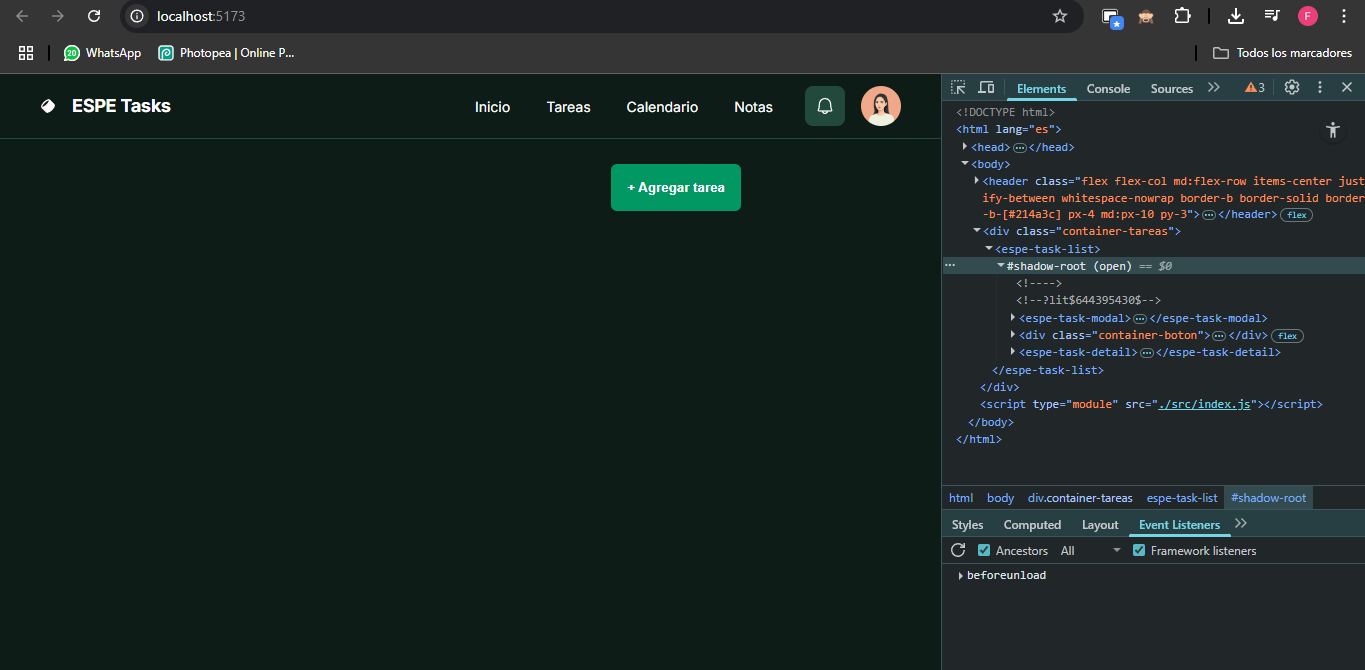 localhost:5173
F
20 WhatsApp Photopea | Online P... Todos los marcadores
ESPE Tasks Inicio Tareas Calendario Notas
+ Agregar tarea
Elements Console Sources 3
<!DOCTYPE html>
<html lang="es">
<head>…</head>
<body>
<header class="flex flex-col md:flex-row items-center just
ify-between whitespace-nowrap border-b border-solid border
-b-[#214a3c] px-4 md:px-10 py-3">…</header> flex
<div class="container-tareas">
<espe-task-list>
… #shadow-root (open) == $0
<!---->
<!--?lit$644395430$-->
<espe-task-modal>…</espe-task-modal>
<div class="container-boton">…</div> flex
<espe-task-detail>…</espe-task-detail>
</espe-task-list>
</div>
<script type="module" src="./src/index.js"></script>
</body>
</html>
html body div.container-tareas espe-task-list #shadow-root
Styles Computed Layout Event Listeners
Ancestors All Framework listeners
beforeunload